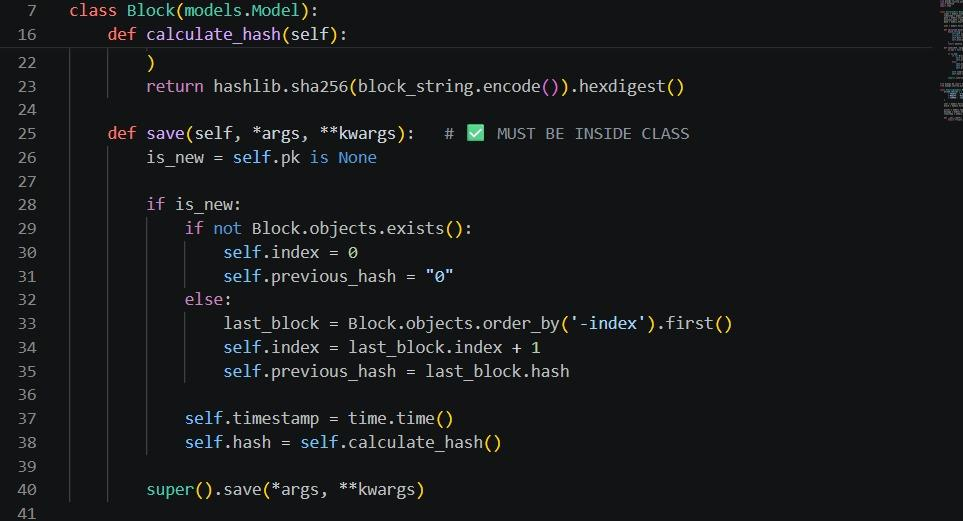 7 class Block(models.Model):
16 def calculate_hash(self):
22 )
23 return hashlib.sha256(block_string.encode()).hexdigest()
24
25 def save(self, *args, **kwargs): # ✅ MUST BE INSIDE CLASS
26 is_new = self.pk is None
27
28 if is_new:
29 if not Block.objects.exists():
30 self.index = 0
31 self.previous_hash = "0"
32 else:
33 last_block = Block.objects.order_by('-index').first()
34 self.index = last_block.index + 1
35 self.previous_hash = last_block.hash
36
37 self.timestamp = time.time()
38 self.hash = self.calculate_hash()
39
40 super().save(*args, **kwargs)
41